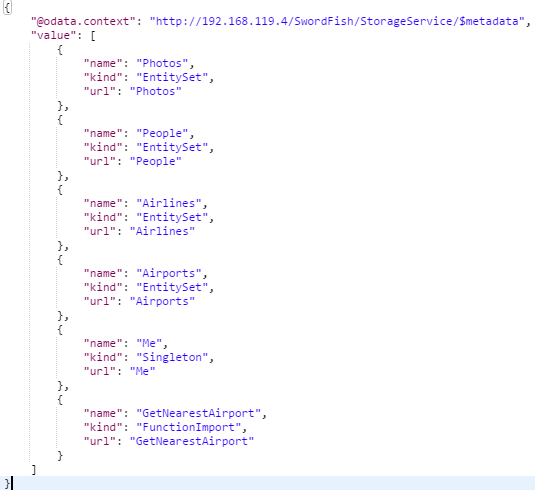 {
    "@odata.context": "http://192.168.119.4/SwordFish/StorageService/$metadata",
    "value": [
        {
            "name": "Photos",
            "kind": "EntitySet",
            "url": "Photos"
        },
        {
            "name": "People",
            "kind": "EntitySet",
            "url": "People"
        },
        {
            "name": "Airlines",
            "kind": "EntitySet",
            "url": "Airlines"
        },
        {
            "name": "Airports",
            "kind": "EntitySet",
            "url": "Airports"
        },
        {
            "name": "Me",
            "kind": "Singleton",
            "url": "Me"
        },
        {
            "name": "GetNearestAirport",
            "kind": "FunctionImport",
            "url": "GetNearestAirport"
        }
    ]
}